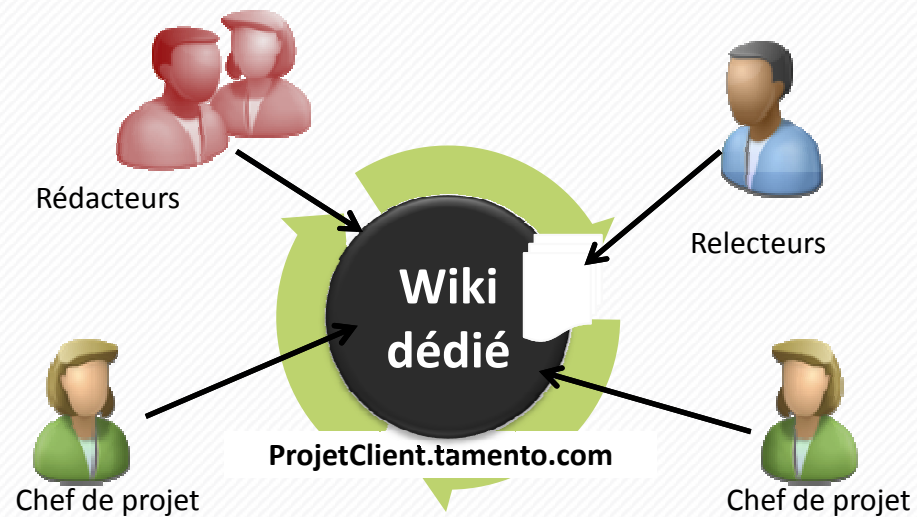 Rédacteurs
Relecteurs
Wiki
dédié
ProjetClient.tamento.com
Chef de projet
Chef de projet